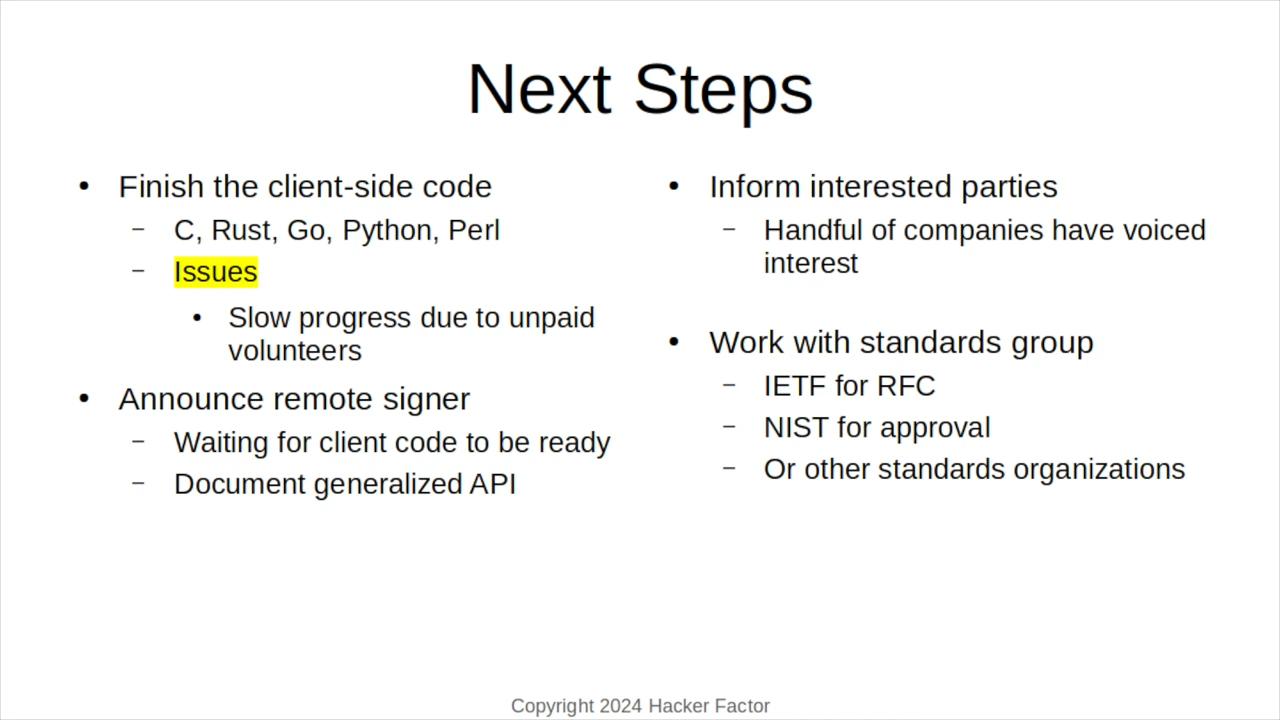 Next Steps
• Finish the client-side code
– C, Rust, Go, Python, Perl
– Issues
• Slow progress due to unpaid
volunteers
• Announce remote signer
– Waiting for client code to be ready
– Document generalized API
• Inform interested parties
– Handful of companies have voiced
interest
• Work with standards group
– IETF for RFC
– NIST for approval
– Or other standards organizations
Copyright 2024 Hacker Factor